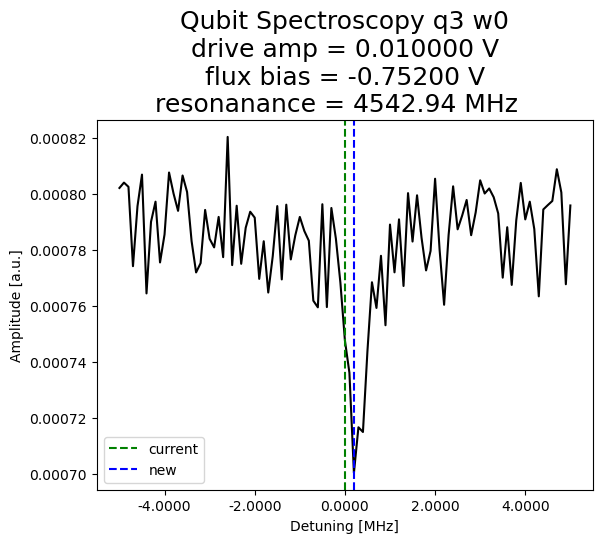 Qubit Spectroscopy q3 w0
drive amp = 0.010000 V
flux bias = -0.75200 V
resonanance = 4542.94 MHz
Amplitude [a.u.]
0.00082
0.00080
0.00078
0.00076
0.00074
0.00072
0.00070
current
new
-4.0000 -2.0000 0.0000 2.0000 4.0000
Detuning [MHz]